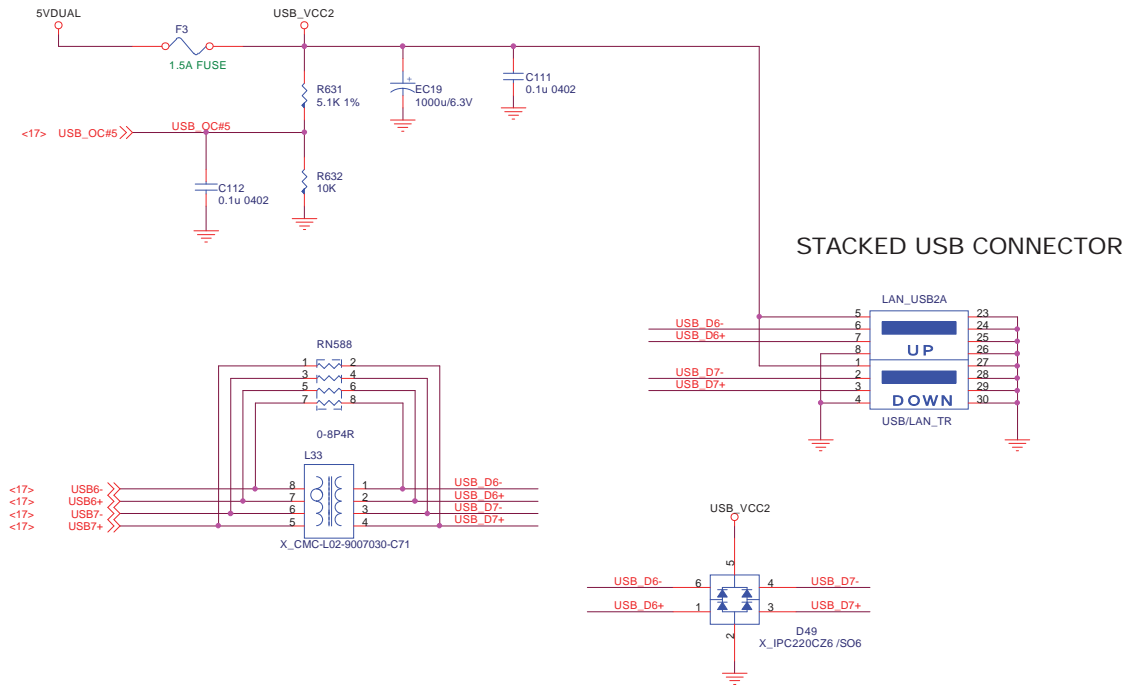 5VDUAL
USB_VCC2
F3
1.5A FUSE
R631
5.1K 1%
+
EC19
1000u/6.3V
C111
0.1u 0402
<17> USB_OC#5
USB_OC#5
C112
0.1u 0402
R632
10K
STACKED USB CONNECTOR
LAN_USB2A
USB_D6-
USB_D6+
USB_D7-
USB_D7+
5
6
7
8
1
2
3
4
UP
DOWN
23
24
25
26
27
28
29
30
USB/LAN_TR
RN588
1 2
3 4
5 6
7 8
0-8P4R
L33
<17> USB6- 8 1 USB_D6-
<17> USB6+ 7 2 USB_D6+
<17> USB7- 6 3 USB_D7-
<17> USB7+ 5 4 USB_D7+
X_CMC-L02-9007030-C71
USB_VCC2
5
USB_D6- 6 4 USB_D7-
USB_D6+ 1 3 USB_D7+
2
D49
X_IPC220CZ6 /SO6